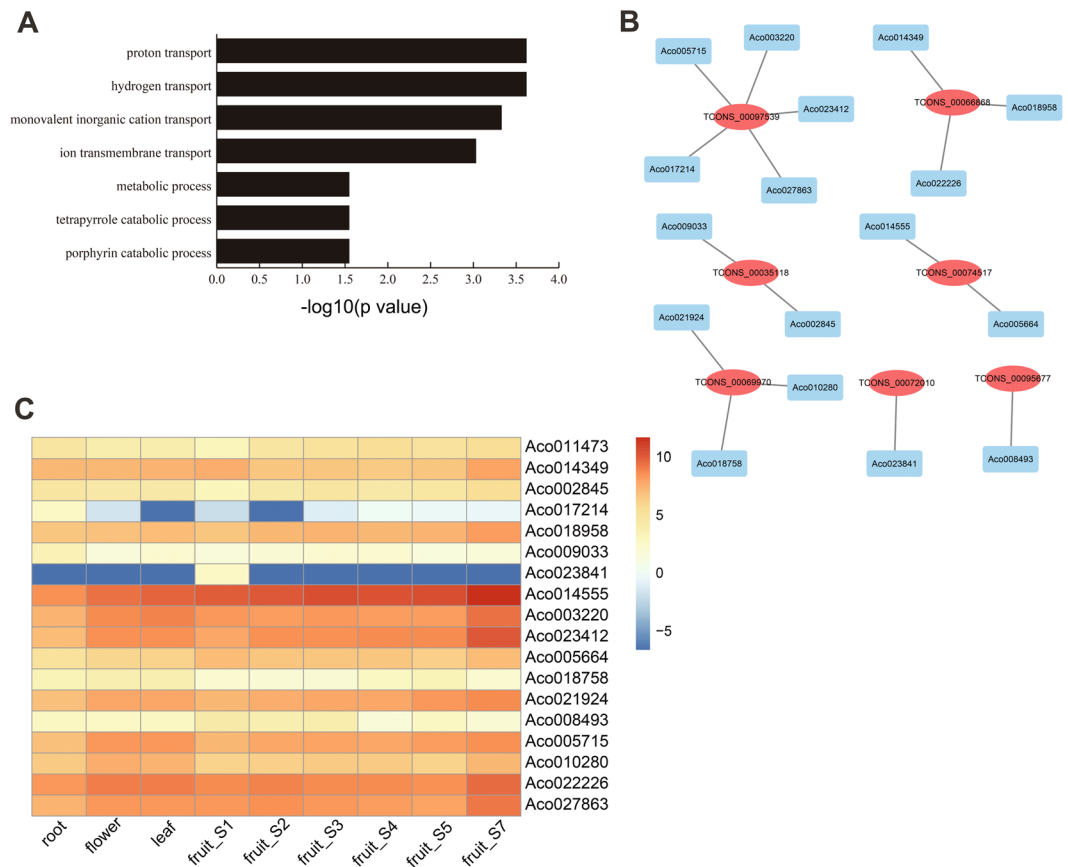 A
proton transport
hydrogen transport
monovalent inorganic cation transport
ion transmembrane transport
metabolic process
tetrapyrrole catabolic process
porphyrin catabolic process
0.0 0.5 1.0 1.5 2.0 2.5 3.0 3.5 4.0
-log10(p value)
B
Aco003220
Aco005715
Aco023412
TCONS_00097539
Aco017214
Aco027863
Aco014349
TCONS_00066868
Aco018958
Aco022226
Aco009033
TCONS_00035118
Aco002845
Aco014555
TCONS_00074517
Aco005664
Aco021924
TCONS_00069970
Aco010280
Aco018758
TCONS_00072010
Aco023841
TCONS_00095677
Aco008493
C
Aco011473
Aco014349
Aco002845
Aco017214
Aco018958
Aco009033
Aco023841
Aco014555
Aco003220
Aco023412
Aco005664
Aco018758
Aco021924
Aco008493
Aco005715
Aco010280
Aco022226
Aco027863
root flower leaf fruit_S1 fruit_S2 fruit_S3 fruit_S4 fruit_S5 fruit_S7
10
5
0
−5